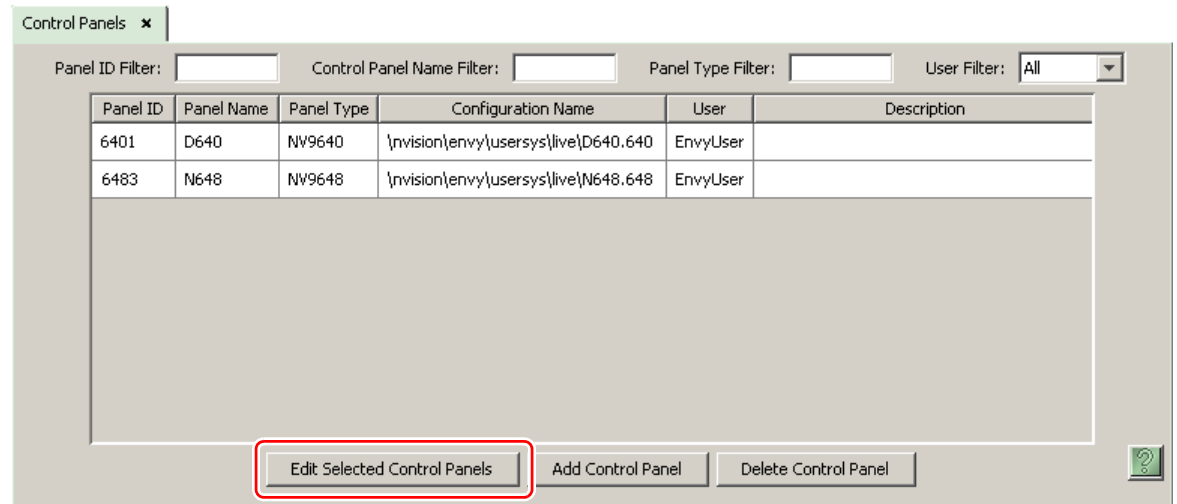 Control Panels ×
Panel ID Filter: Control Panel Name Filter: Panel Type Filter: User Filter: All
Panel ID Panel Name Panel Type Configuration Name User Description
6401 D640 NV9640 \nvision\envy\usersys\live\D640.640 EnvyUser
6483 N648 NV9648 \nvision\envy\usersys\live\N648.648 EnvyUser
Edit Selected Control Panels Add Control Panel Delete Control Panel ?